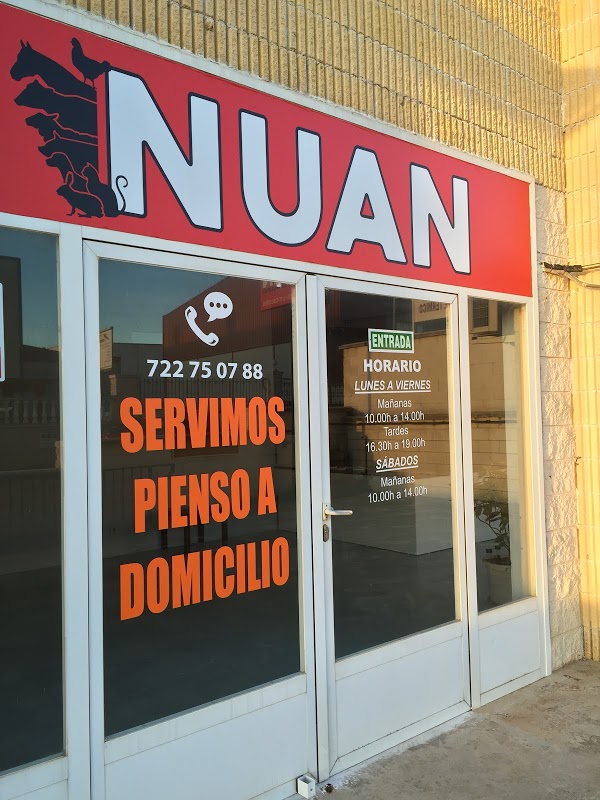 NUAN
722 75 07 88
SERVIMOS
PIENSO A
DOMICILIO
ENTRADA
HORARIO
LUNES A VIERNES
Mañanas
10.00h a 14.00h
Tardes
16.30h a 19.00h
SÁBADOS
Mañanas
10.00h a 14.00h